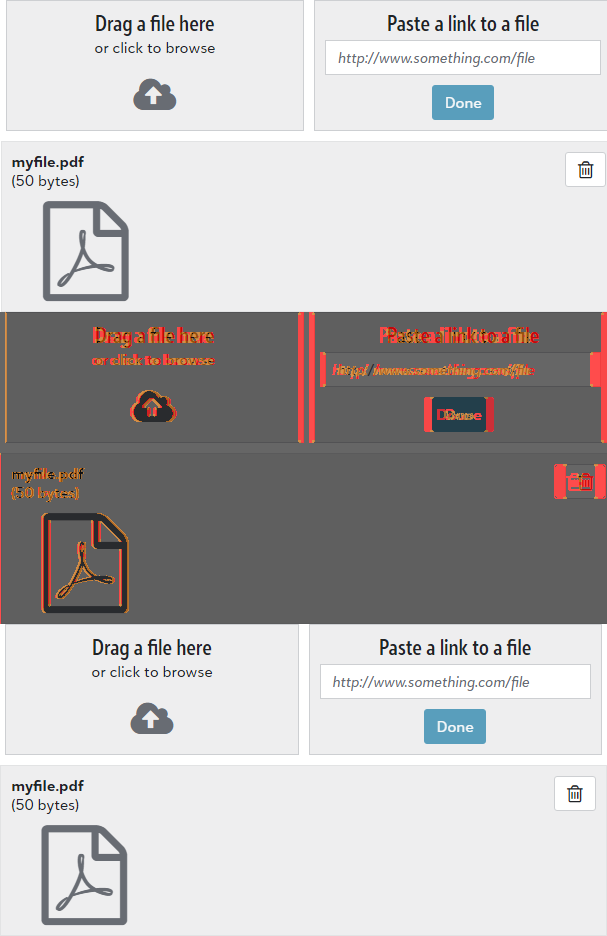 Drag a file here
or click to browse
Paste a link to a file
http://www.something.com/file
Done
myfile.pdf
(50 bytes)
Drag a file here
or click to browse
Paste a link to a file
http://www.something.com/file
Done
myfile.pdf
(50 bytes)
Drag a file here
or click to browse
Paste a link to a file
http://www.something.com/file
Done
myfile.pdf
(50 bytes)